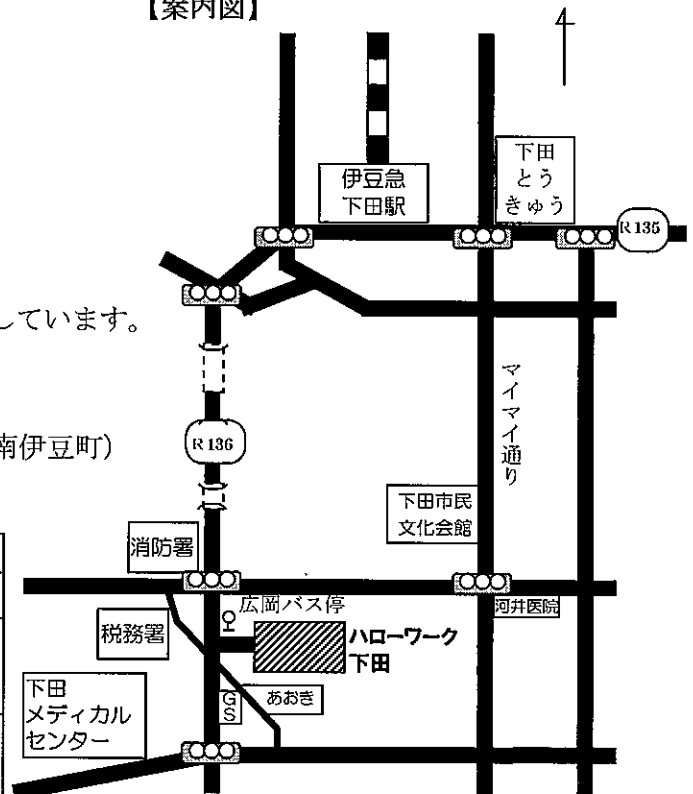 【案内図】
伊豆急
下田駅
下田
とう
きゅう
R 135
しています。
マイマイ通り
R 136
南伊豆町）
下田市民
文化会館
消防署
広岡バス停
河井医院
税務署
ハローワーク
下田
下田
メディカル
センター
GS
あおき